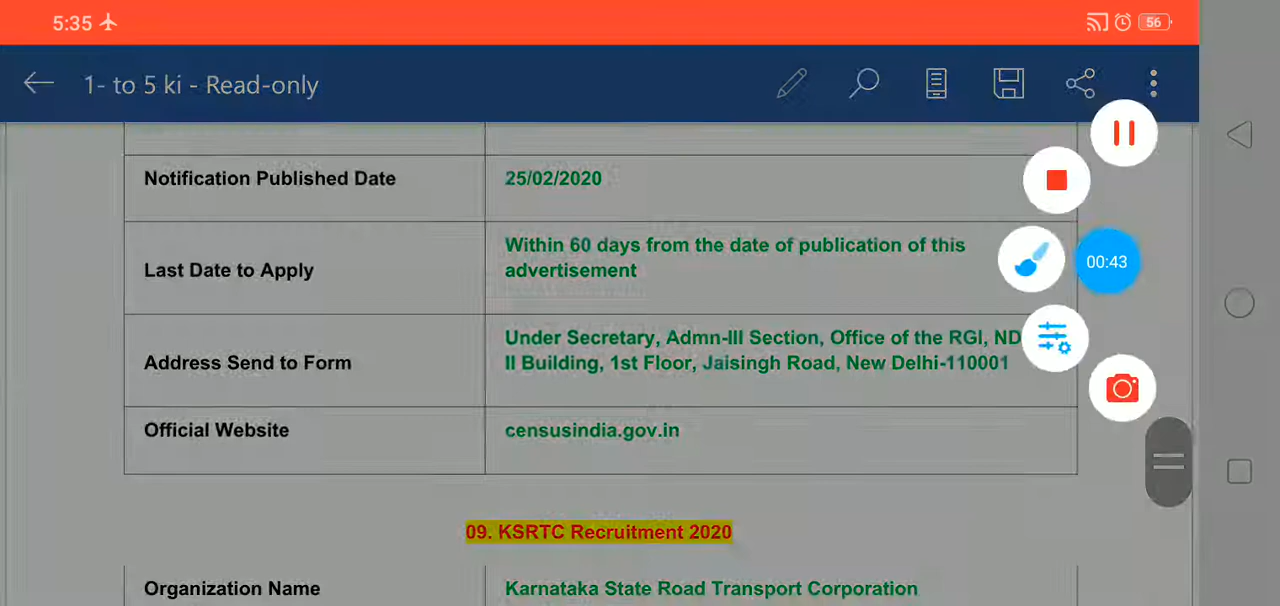 5:35
56
1- to 5 ki - Read-only
Notification Published Date
25/02/2020
Last Date to Apply
Within 60 days from the date of publication of this
advertisement
00:43
Address Send to Form
Under Secretary, Admn-III Section, Office of the RGI, ND
II Building, 1st Floor, Jaisingh Road, New Delhi-110001
Official Website
censusindia.gov.in
09. KSRTC Recruitment 2020
Organization Name
Karnataka State Road Transport Corporation